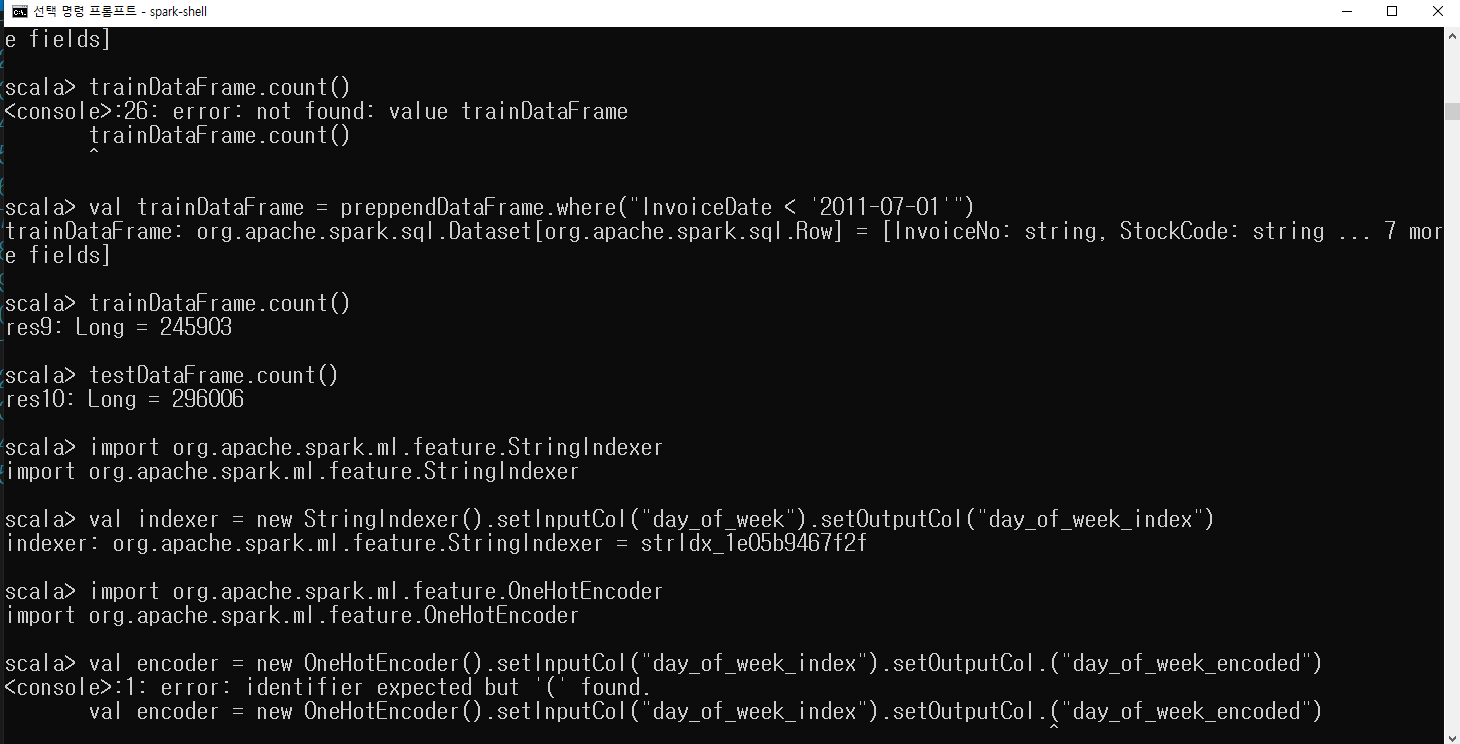 선택 명령 프롬프트 - spark-shell
e fields]
scala> trainDataFrame.count()
<console>:26: error: not found: value trainDataFrame
       trainDataFrame.count()
       ^
scala> val trainDataFrame = preppendDataFrame.where("InvoiceDate < '2011-07-01'")
trainDataFrame: org.apache.spark.sql.Dataset[org.apache.spark.sql.Row] = [InvoiceNo: string, StockCode: string ... 7 mor
e fields]
scala> trainDataFrame.count()
res9: Long = 245903
scala> testDataFrame.count()
res10: Long = 296006
scala> import org.apache.spark.ml.feature.StringIndexer
import org.apache.spark.ml.feature.StringIndexer
scala> val indexer = new StringIndexer().setInputCol("day_of_week").setOutputCol("day_of_week_index")
indexer: org.apache.spark.ml.feature.StringIndexer = strIdx_1e05b9467f2f
scala> import org.apache.spark.ml.feature.OneHotEncoder
import org.apache.spark.ml.feature.OneHotEncoder
scala> val encoder = new OneHotEncoder().setInputCol("day_of_week_index").setOutputCol.("day_of_week_encoded")
<console>:1: error: identifier expected but '(' found.
       val encoder = new OneHotEncoder().setInputCol("day_of_week_index").setOutputCol.("day_of_week_encoded")
                                                                                       ^